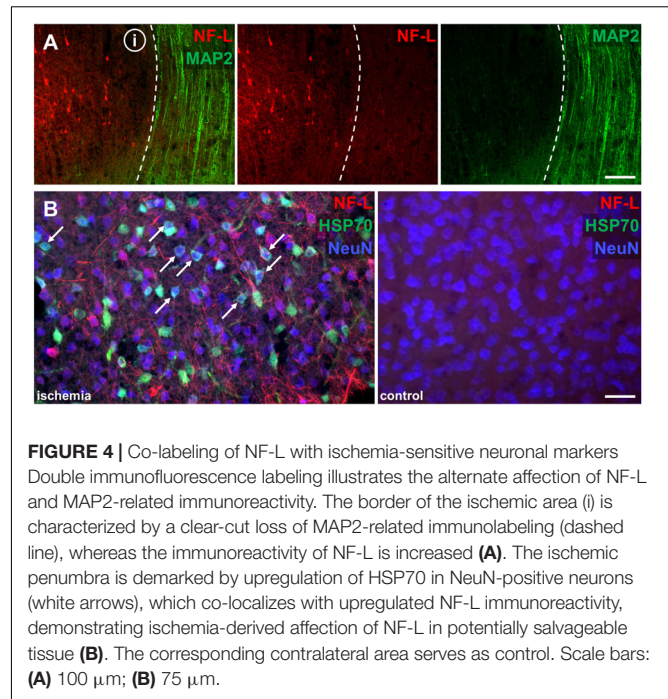 A
i
NF-L
MAP2
NF-L
MAP2
B
NF-L
HSP70
NeuN
ischemia
NF-L
HSP70
NeuN
control
FIGURE 4 | Co-labeling of NF-L with ischemia-sensitive neuronal markers
Double immunofluorescence labeling illustrates the alternate affection of NF-L
and MAP2-related immunoreactivity. The border of the ischemic area (i) is
characterized by a clear-cut loss of MAP2-related immunolabeling (dashed
line), whereas the immunoreactivity of NF-L is increased (A). The ischemic
penumbra is demarked by upregulation of HSP70 in NeuN-positive neurons
(white arrows), which co-localizes with upregulated NF-L immunoreactivity,
demonstrating ischemia-derived affection of NF-L in potentially salvageable
tissue (B). The corresponding contralateral area serves as control. Scale bars:
(A) 100 μm; (B) 75 μm.